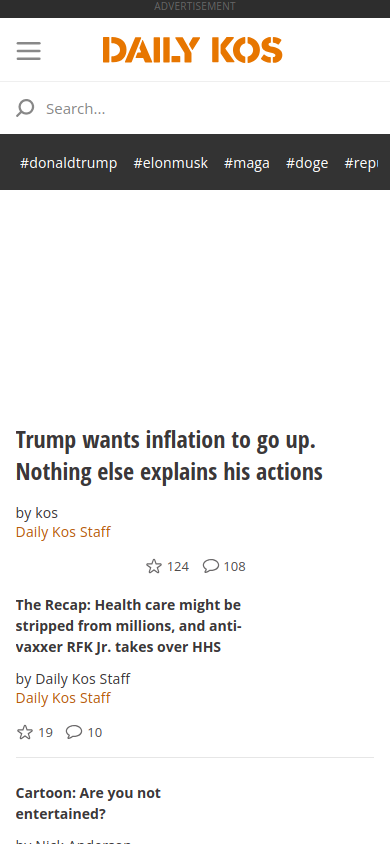 ADVERTISEMENT
DAILY KOS
Search...
#donaldtrump #elonmusk #maga #doge
Trump wants inflation to go up.
Nothing else explains his actions
by kos
Daily Kos Staff
124 108
The Recap: Health care might be
stripped from millions, and anti-
vaxxer RFK Jr. takes over HHS
by Daily Kos Staff
Daily Kos Staff
19 10
Cartoon: Are you not
entertained?
by Nick Anderson